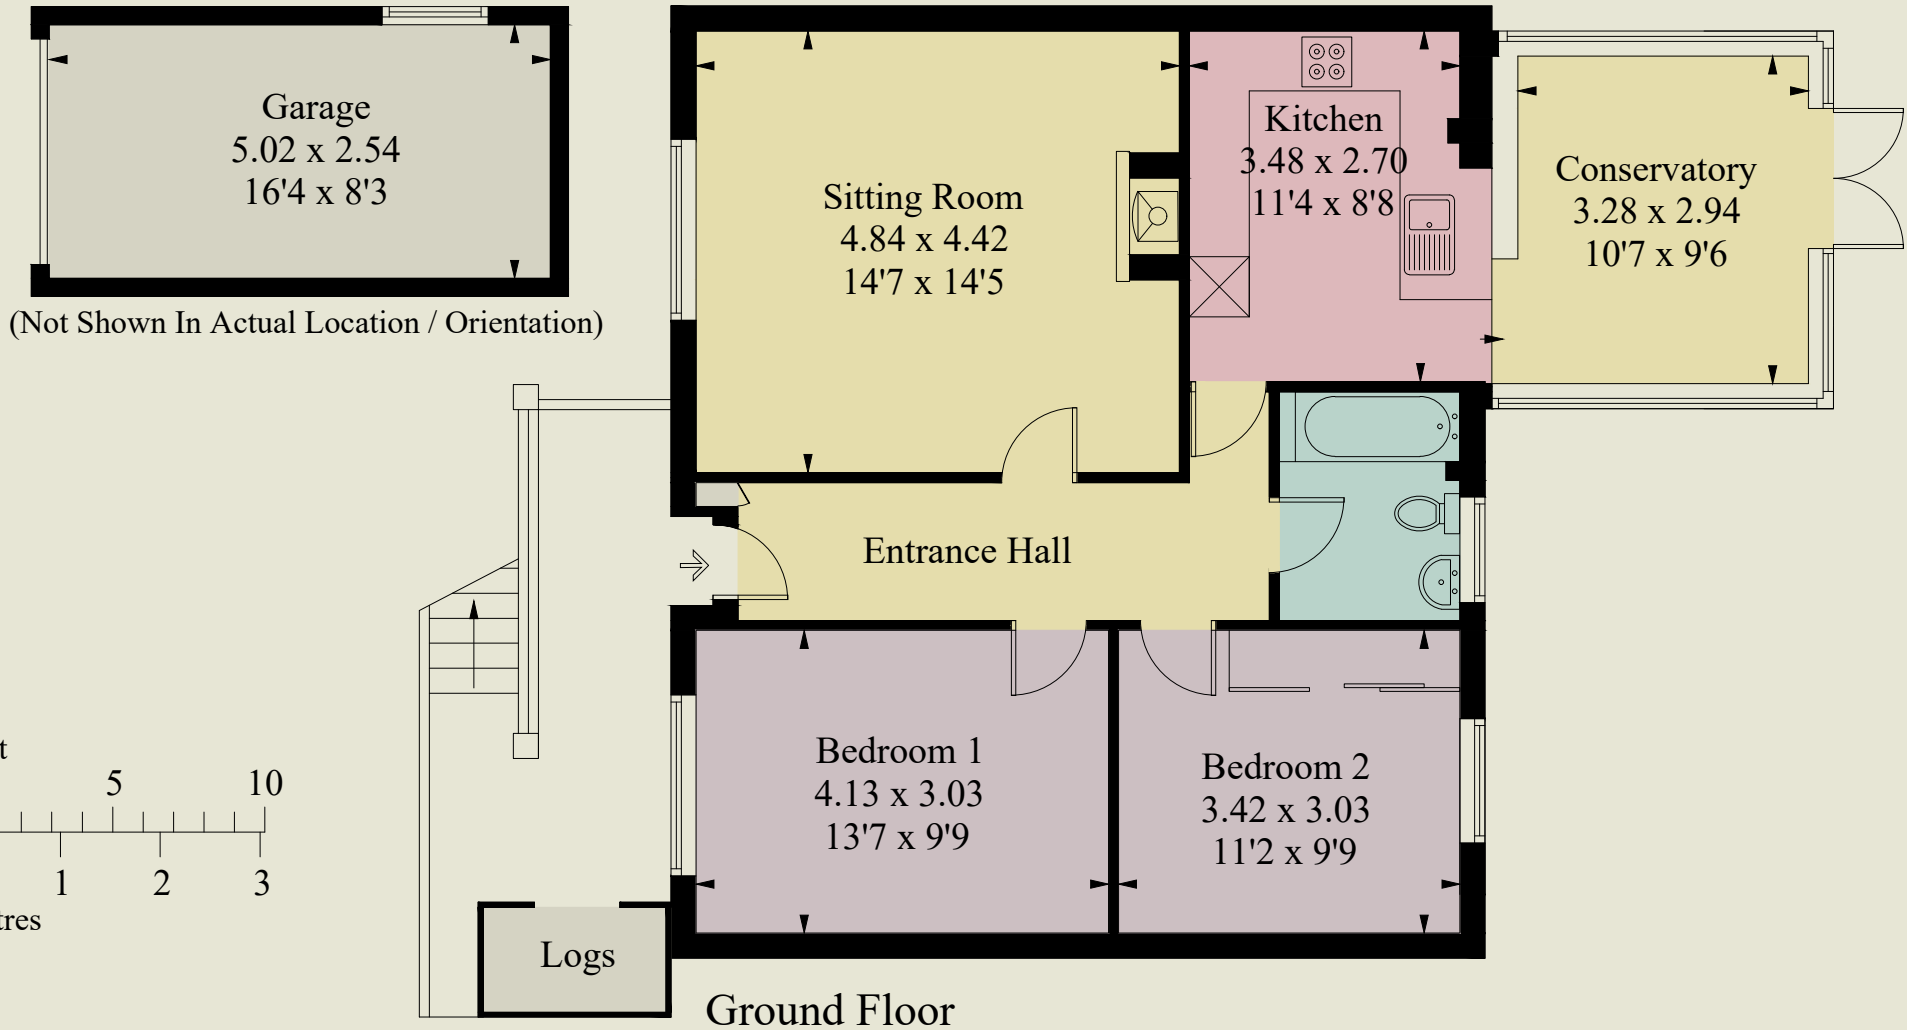 Garage
5.02 x 2.54
16'4 x 8'3
(Not Shown In Actual Location / Orientation)
Sitting Room
4.84 x 4.42
14'7 x 14'5
Kitchen
3.48 x 2.70
11'4 x 8'8
Conservatory
3.28 x 2.94
10'7 x 9'6
Entrance Hall
Bedroom 1
4.13 x 3.03
13'7 x 9'9
Bedroom 2
3.42 x 3.03
11'2 x 9'9
t
5 10
1 2 3
tres
Logs
Ground Floor